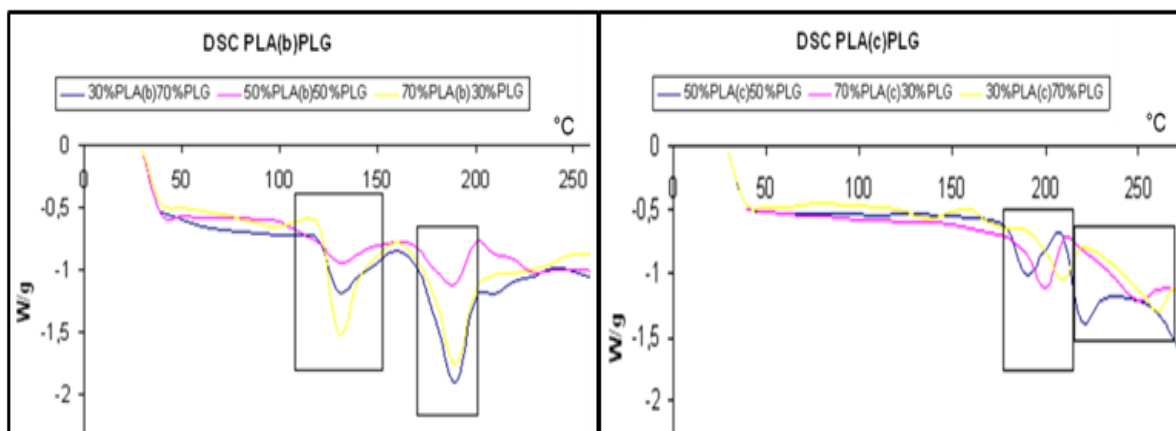 DSC PLA(b)PLG
30%PLA(b)70%PLG 50%PLA(b)50%PLG 70%PLA(b)30%PLG
°C
0
0 50 100 150 200 250
-0,5
-1
-1,5
-2
W/g
DSC PLA(c)PLG
50%PLA(c)50%PLG 70%PLA(c)30%PLG 30%PLA(c)70%PLG
°C
0
0 50 100 150 200 250
-0,5
-1
-1,5
-2
W/g